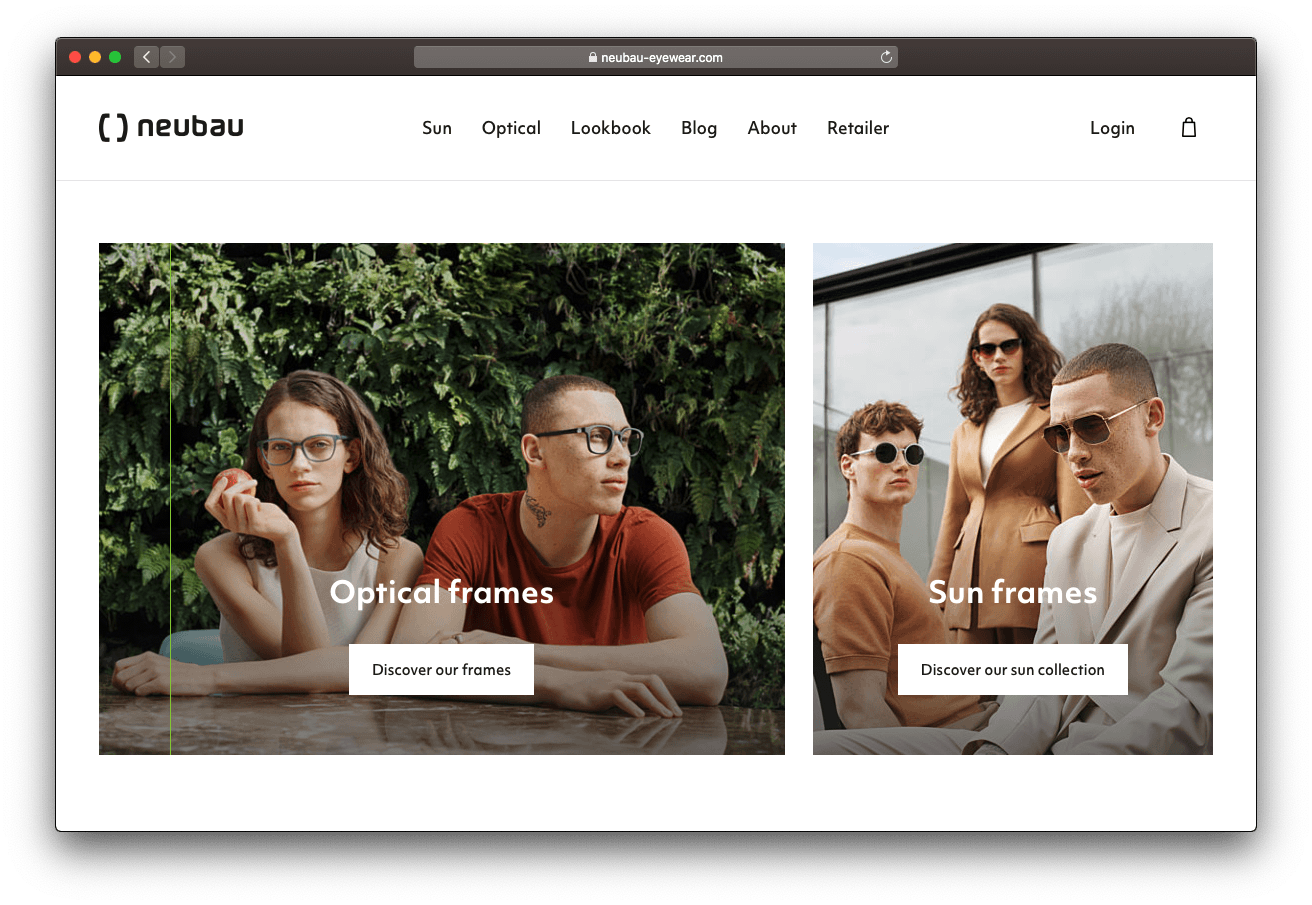 neubau-eyewear.com
neubau
Sun Optical Lookbook Blog About Retailer
Login
Optical frames
Discover our frames
Sun frames
Discover our sun collection